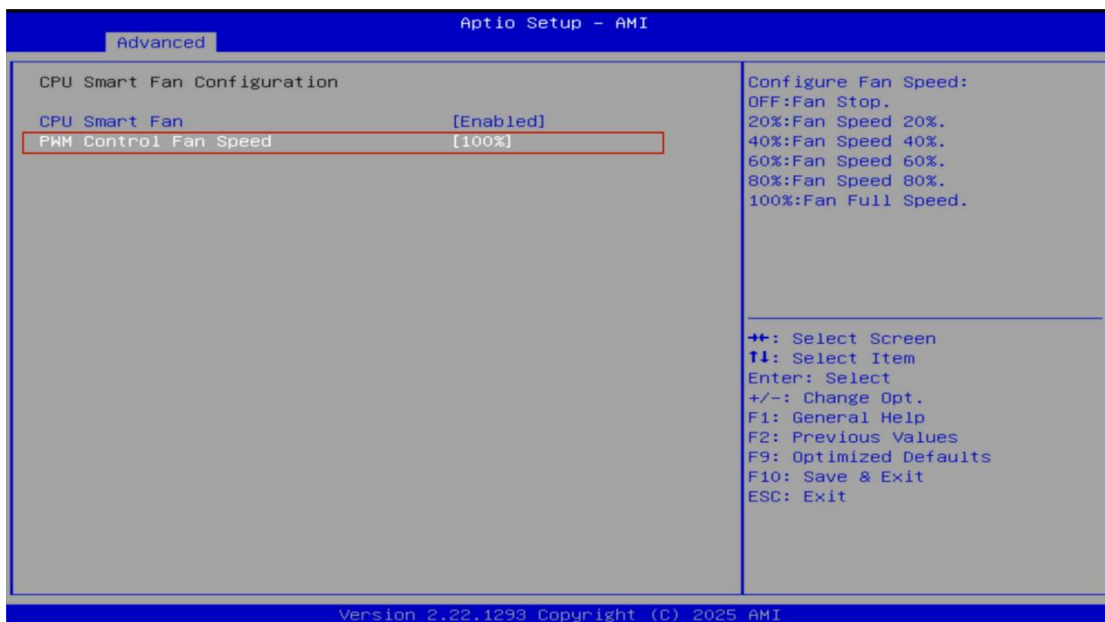 Aptio Setup - AMI
Advanced
CPU Smart Fan Configuration
CPU Smart Fan [Enabled]
PWM Control Fan Speed [100%]
Configure Fan Speed:
OFF:Fan Stop.
20%:Fan Speed 20%.
40%:Fan Speed 40%.
60%:Fan Speed 60%.
80%:Fan Speed 80%.
100%:Fan Full Speed.
→←: Select Screen
↑↓: Select Item
Enter: Select
+/-: Change Opt.
F1: General Help
F2: Previous Values
F9: Optimized Defaults
F10: Save & Exit
ESC: Exit
Version 2.22.1293 Copyright (C) 2025 AMI